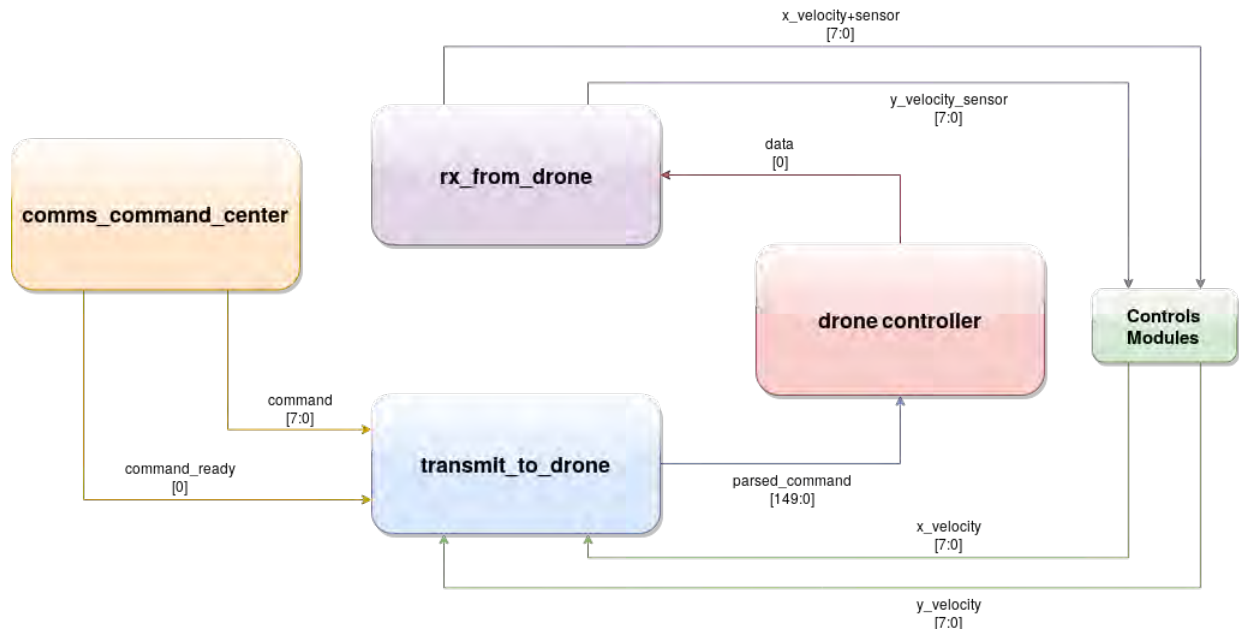 x_velocity+sensor
[7:0]
y_velocity_sensor
[7:0]
data
[0]
rx_from_drone
comms_command_center
drone controller
Controls
Modules
command
[7:0]
command_ready
[0]
transmit_to_drone
parsed_command
[149:0]
x_velocity
[7:0]
y_velocity
[7:0]